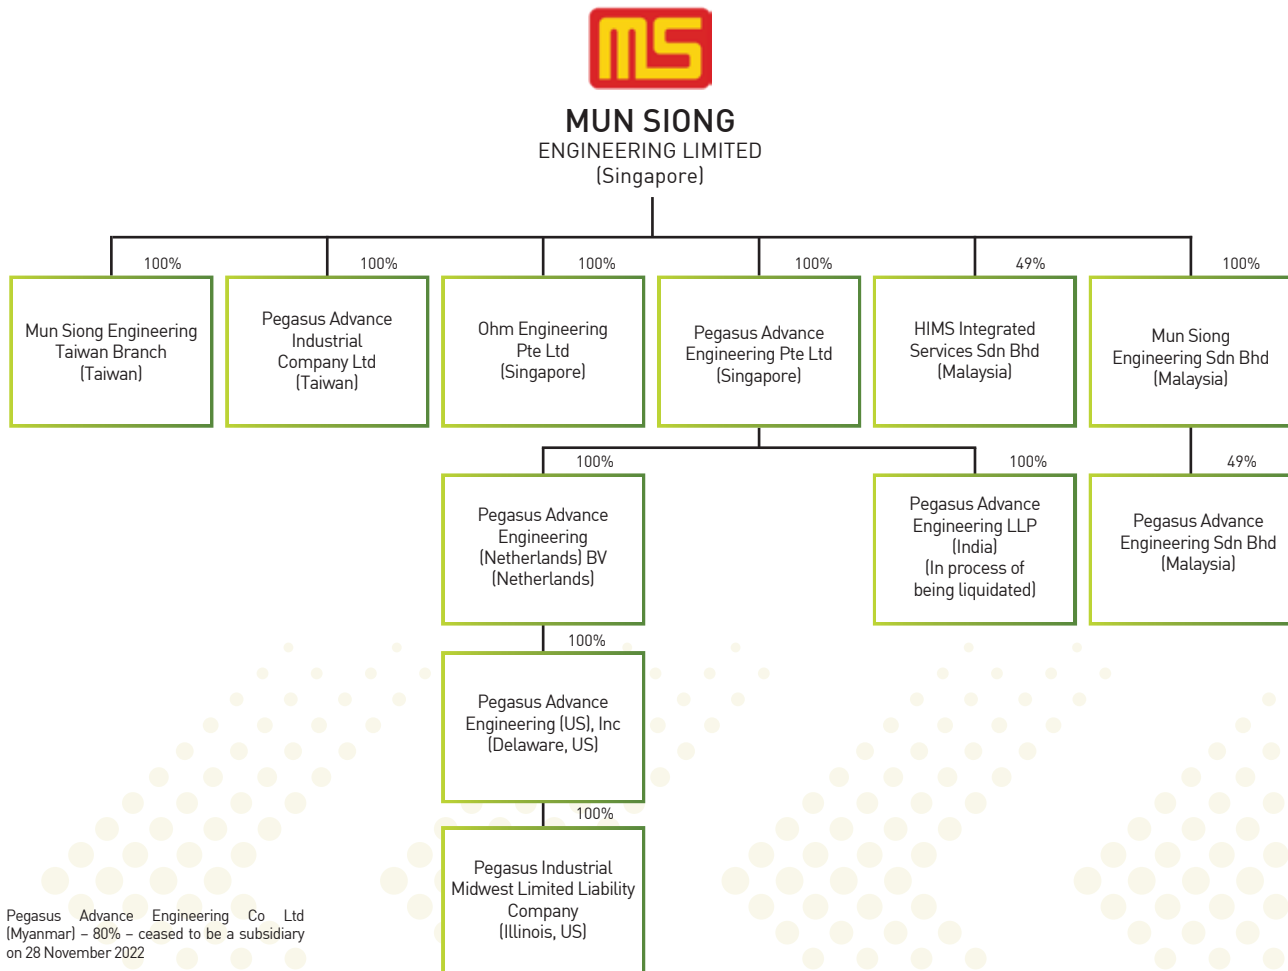 MS
MUN SIONG
ENGINEERING LIMITED
(Singapore)
100%
100%
100%
100%
49%
100%
Mun Siong Engineering
Taiwan Branch
(Taiwan)
Pegasus Advance
Industrial
Company Ltd
(Taiwan)
Ohm Engineering
Pte Ltd
(Singapore)
Pegasus Advance
Engineering Pte Ltd
(Singapore)
HIMS Integrated
Services Sdn Bhd
(Malaysia)
Mun Siong
Engineering Sdn Bhd
(Malaysia)
100%
100%
49%
Pegasus Advance
Engineering
(Netherlands) BV
(Netherlands)
Pegasus Advance
Engineering LLP
(India)
(In process of
being liquidated)
Pegasus Advance
Engineering Sdn Bhd
(Malaysia)
100%
Pegasus Advance
Engineering (US), Inc
(Delaware, US)
100%
Pegasus Industrial
Midwest Limited Liability
Company
(Illinois, US)
Pegasus Advance Engineering Co Ltd
(Myanmar) – 80% – ceased to be a subsidiary
on 28 November 2022